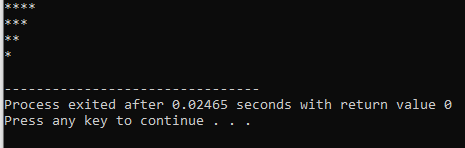 ****
***
**
*
--------------------------------
Process exited after 0.02465 seconds with return value 0
Press any key to continue . . .